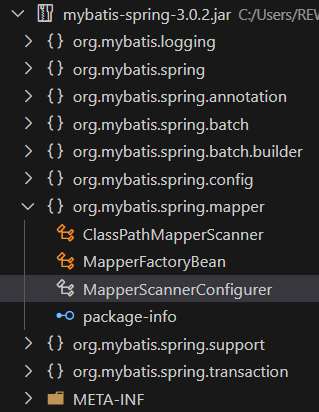 mybatis-spring-3.0.2.jar C:/Users/REW
{} org.mybatis.logging
{} org.mybatis.spring
{} org.mybatis.spring.annotation
{} org.mybatis.spring.batch
{} org.mybatis.spring.batch.builder
{} org.mybatis.spring.config
{} org.mybatis.spring.mapper
ClassPathMapperScanner
MapperFactoryBean
MapperScannerConfigurer
package-info
{} org.mybatis.spring.support
{} org.mybatis.spring.transaction
META-INF